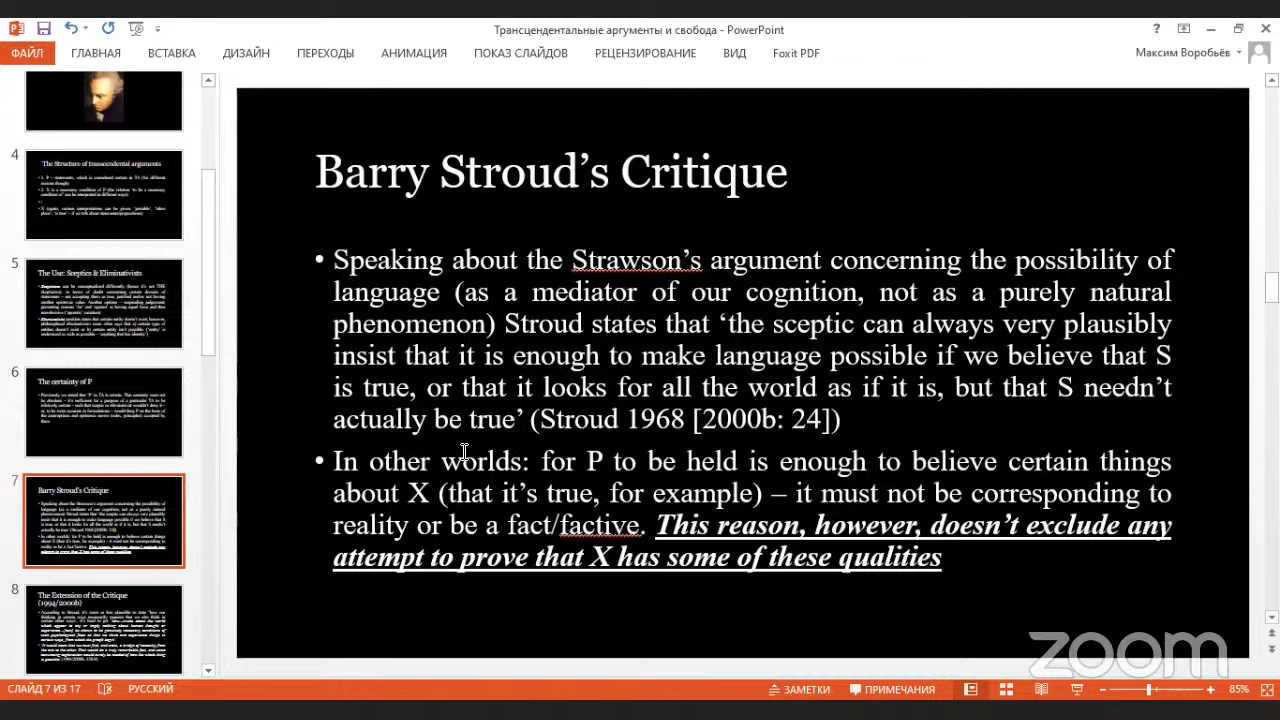 Трансцендентальные аргументы и свобода - PowerPoint
ФАЙЛ ГЛАВНАЯ ВСТАВКА ДИЗАЙН ПЕРЕХОДЫ АНИМАЦИЯ ПОКАЗ СЛАЙДОВ РЕЦЕНЗИРОВАНИЕ ВИД Foxit PDF Максим Воробьёв
4
The Structure of transcendental arguments
5
The Use: Sceptics & Eliminativists
6
The certainty of P
7
Barry Stroud's Critique
8
The Extension of the Critique
(1994/2000b)
Barry Stroud's Critique
• Speaking about the Strawson's argument concerning the possibility of
language (as a mediator of our cognition, not as a purely natural
phenomenon) Stroud states that ‘the sceptic can always very plausibly
insist that it is enough to make language possible if we believe that S
is true, or that it looks for all the world as if it is, but that S needn't
actually be true’ (Stroud 1968 [2000b: 24])
• In other worlds: for P to be held is enough to believe certain things
about X (that it's true, for example) – it must not be corresponding to
reality or be a fact/fictive. This reason, however, doesn't exclude any
attempt to prove that X has some of these qualities
zoom
СЛАЙД 7 ИЗ 17 РУССКИЙ ЗАМЕТКИ ПРИМЕЧАНИЯ 85%